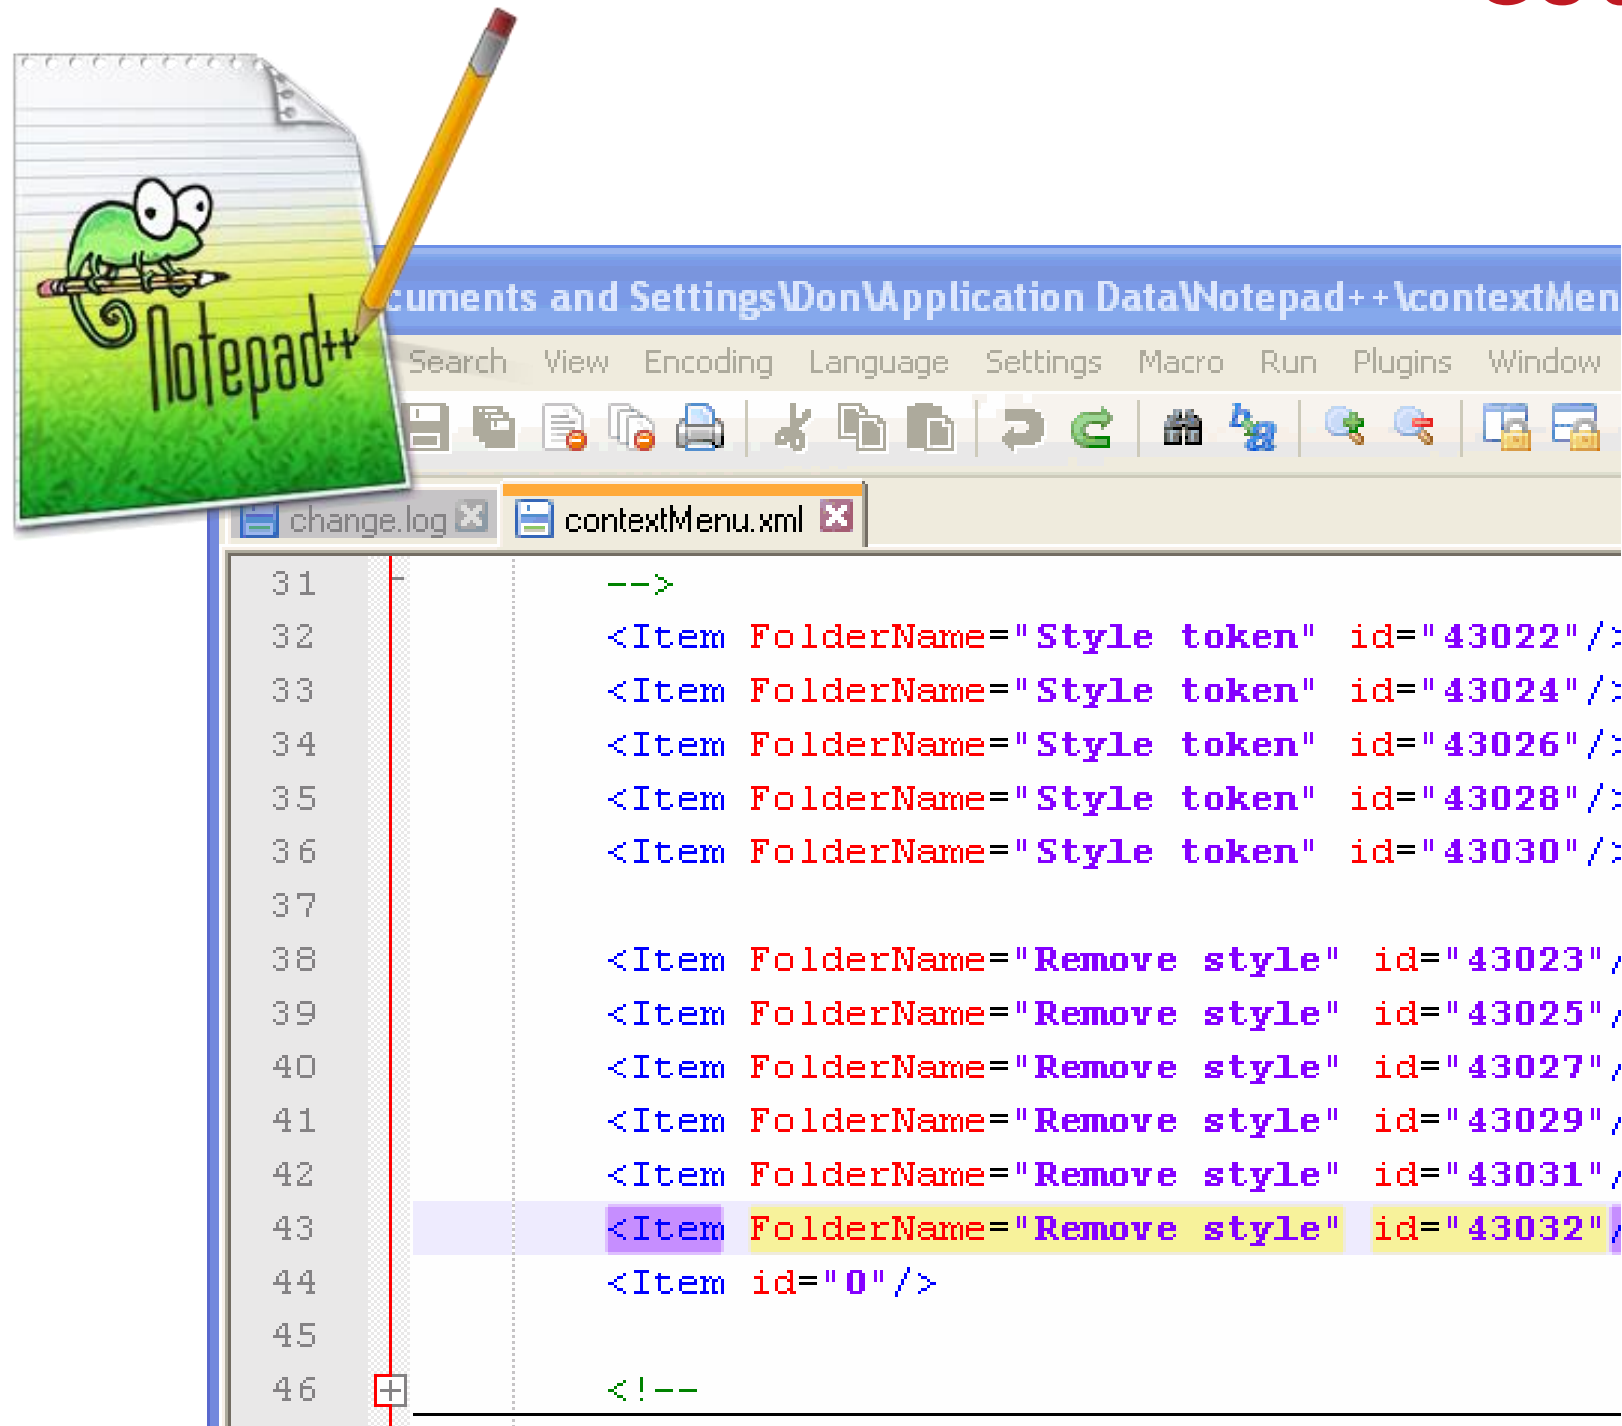 Notepad++
cuments and Settings\Don\Application Data\Notepad++\contextMen
Search View Encoding Language Settings Macro Run Plugins Window
change.log contextMenu.xml
31 -->
32 <Item FolderName="Style token" id="43022"/>
33 <Item FolderName="Style token" id="43024"/>
34 <Item FolderName="Style token" id="43026"/>
35 <Item FolderName="Style token" id="43028"/>
36 <Item FolderName="Style token" id="43030"/>
37
38 <Item FolderName="Remove style" id="43023"/
39 <Item FolderName="Remove style" id="43025"/
40 <Item FolderName="Remove style" id="43027"/
41 <Item FolderName="Remove style" id="43029"/
42 <Item FolderName="Remove style" id="43031"/
43 <Item FolderName="Remove style" id="43032"/
44 <Item id="0"/>
45
46 <!--